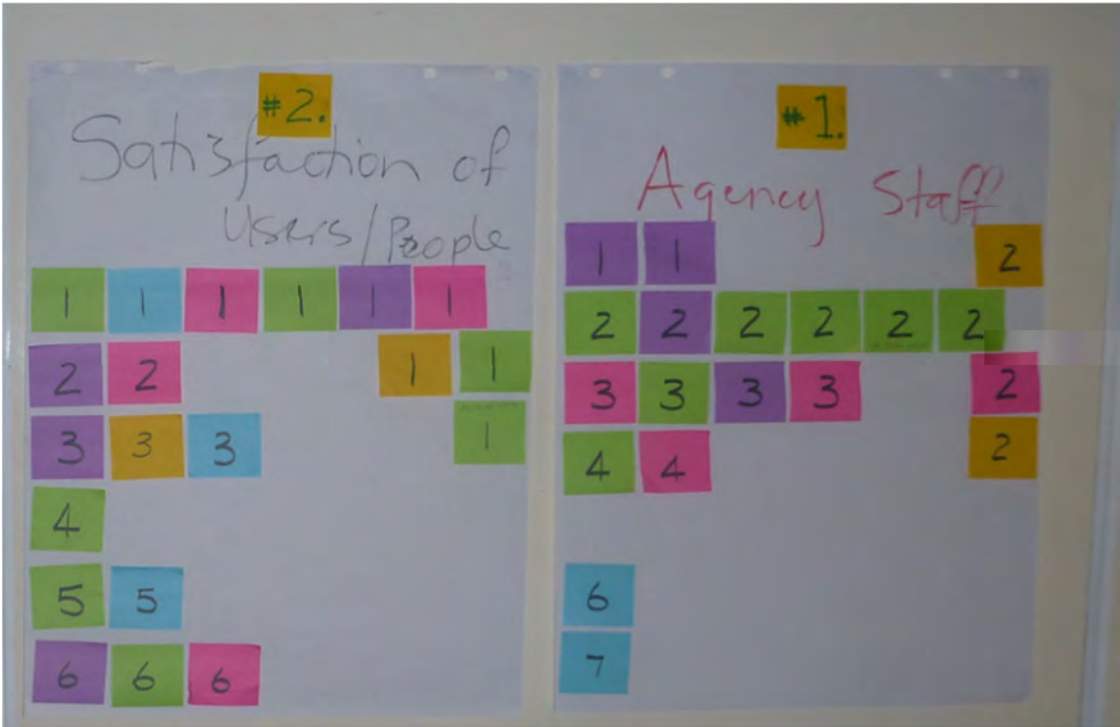 #2.
Satisfaction of
Users/People
1 1 1 1 1 1
2 2 1 1
3 3 3 1
4
5 5
6 6 6
#1.
Agency Staff
1 1 2
2 2 2 2 2 2
3 3 3 3 2
4 4 2
6
7